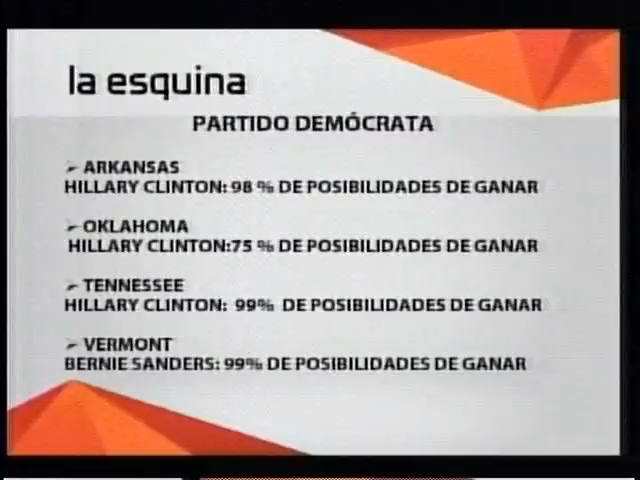 la esquina
PARTIDO DEMÓCRATA
➢ ARKANSAS
HILLARY CLINTON: 98 % DE POSIBILIDADES DE GANAR
➢ OKLAHOMA
HILLARY CLINTON:75 % DE POSIBILIDADES DE GANAR
➢ TENNESSEE
HILLARY CLINTON: 99% DE POSIBILIDADES DE GANAR
➢ VERMONT
BERNIE SANDERS: 99% DE POSIBILIDADES DE GANAR